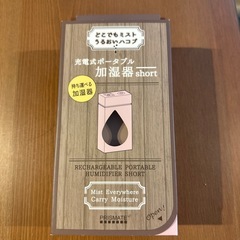 どこでもミスト
うるおいハコブ
充電式ポータブル
加湿器short
持ち運べる
加湿器
RECHARGEABLE PORTABLE
HUMIDIFIER SHORT
Mist Everywhere
Carry Moisture
Open!
PRISMATE